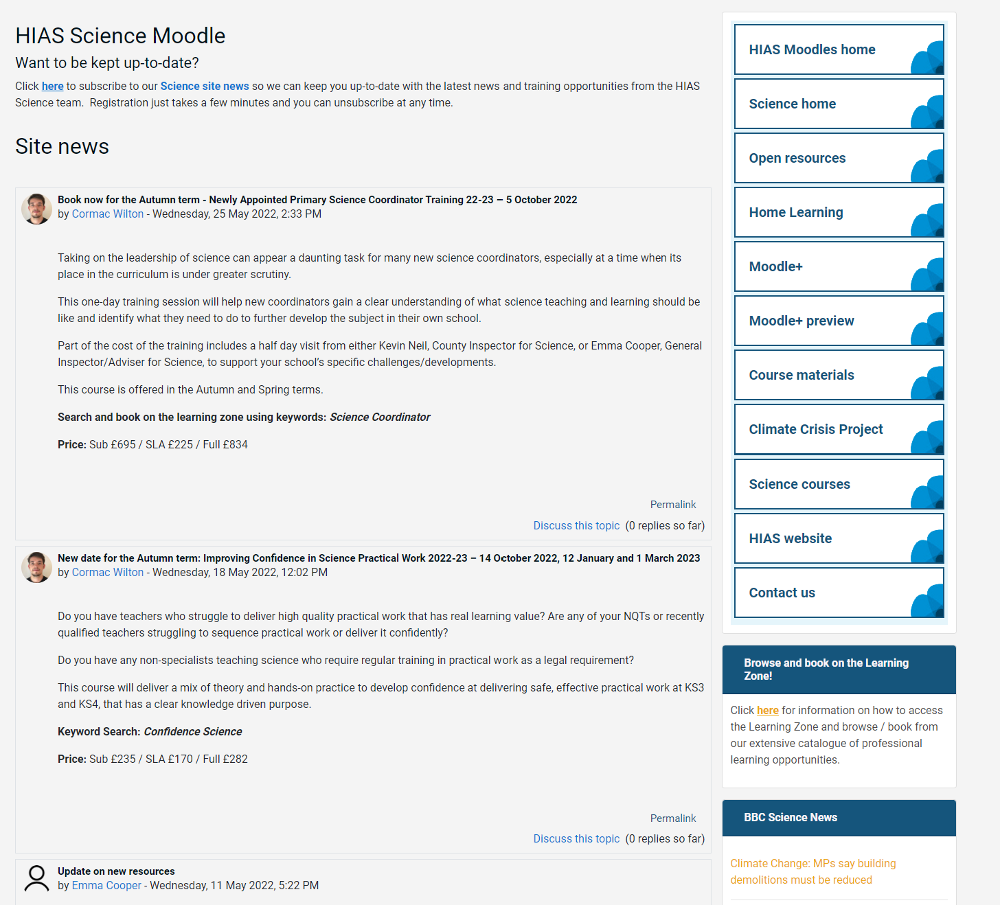 HIAS Science Moodle
Want to be kept up-to-date?
Click here to subscribe to our Science site news so we can keep you up-to-date with the latest news and training opportunities from the HIAS
Science team.  Registration just takes a few minutes and you can unsubscribe at any time.
Site news
Book now for the Autumn term - Newly Appointed Primary Science Coordinator Training 22-23 – 5 October 2022
by Cormac Wilton - Wednesday, 25 May 2022, 2:33 PM
Taking on the leadership of science can appear a daunting task for many new science coordinators, especially at a time when its
place in the curriculum is under greater scrutiny.
This one-day training session will help new coordinators gain a clear understanding of what science teaching and learning should be
like and identify what they need to do to further develop the subject in their own school.
Part of the cost of the training includes a half day visit from either Kevin Neil, County Inspector for Science, or Emma Cooper, General
Inspector/Adviser for Science, to support your school’s specific challenges/developments.
This course is offered in the Autumn and Spring terms.
Search and book on the learning zone using keywords: Science Coordinator
Price: Sub £695 / SLA £225 / Full £834
Permalink
Discuss this topic (0 replies so far)
New date for the Autumn term: Improving Confidence in Science Practical Work 2022-23 – 14 October 2022, 12 January and 1 March 2023
by Cormac Wilton - Wednesday, 18 May 2022, 12:02 PM
Do you have teachers who struggle to deliver high quality practical work that has real learning value? Are any of your NQTs or recently
qualified teachers struggling to sequence practical work or deliver it confidently?
Do you have any non-specialists teaching science who require regular training in practical work as a legal requirement?
This course will deliver a mix of theory and hands-on practice to develop confidence at delivering safe, effective practical work at KS3
and KS4, that has a clear knowledge driven purpose.
Keyword Search: Confidence Science
Price: Sub £235 / SLA £170 / Full £282
Permalink
Discuss this topic (0 replies so far)
Update on new resources
by Emma Cooper - Wednesday, 11 May 2022, 5:22 PM
HIAS Moodles home
Science home
Open resources
Home Learning
Moodle+
Moodle+ preview
Course materials
Climate Crisis Project
Science courses
HIAS website
Contact us
Browse and book on the Learning
Zone!
Click here for information on how to access
the Learning Zone and browse / book from
our extensive catalogue of professional
learning opportunities.
BBC Science News
Climate Change: MPs say building
demolitions must be reduced